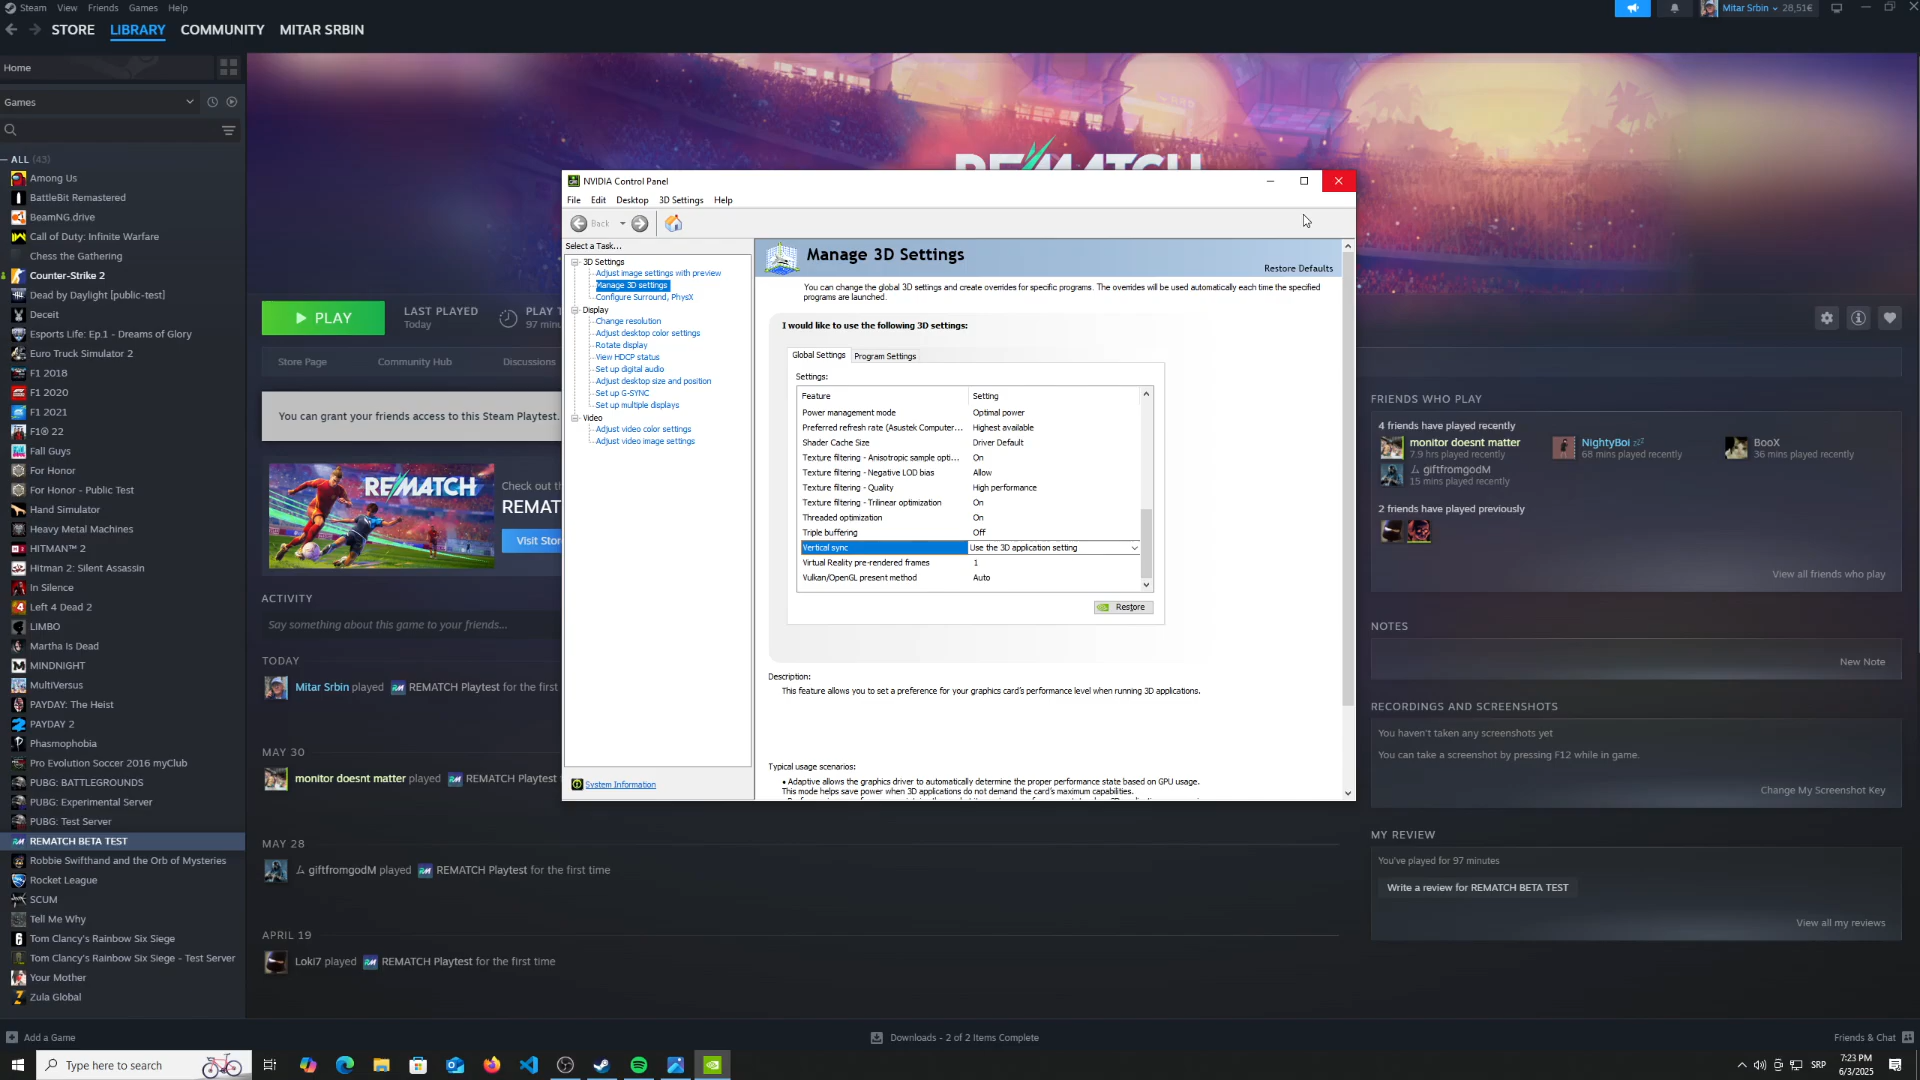 Steam View Friends Games Help
Mitar Srbin 28,51€
STORE LIBRARY COMMUNITY MITAR SRBIN
Home
Games
ALL (43)
Among Us
BattleBit Remastered
BeamNG.drive
Call of Duty: Infinite Warfare
Chess the Gathering
Counter-Strike 2
Dead by Daylight [public-test]
Deceit
Esports Life: Ep.1 - Dreams of Glory
Euro Truck Simulator 2
F1 2018
F1 2020
F1 2021
F1® 22
Fall Guys
For Honor
For Honor - Public Test
Hand Simulator
Heavy Metal Machines
HITMAN™ 2
Hitman 2: Silent Assassin
In Silence
Left 4 Dead 2
LIMBO
Martha Is Dead
MINDNIGHT
MultiVersus
PAYDAY: The Heist
PAYDAY 2
Phasmophobia
Pro Evolution Soccer 2016 myClub
PUBG: BATTLEGROUNDS
PUBG: Experimental Server
PUBG: Test Server
REMATCH BETA TEST
Robbie Swifthand and the Orb of Mysteries
Rocket League
SCUM
Tell Me Why
Tom Clancy's Rainbow Six Siege
Tom Clancy's Rainbow Six Siege - Test Server
Your Mother
Zula Global
Add a Game
REMATCH
PLAY
LAST PLAYED
Today
PLAY T
97 minu
Store Page Community Hub Discussions
You can grant your friends access to this Steam Playtest.
REMATCH
Check out th
REMAT
Visit Stor
ACTIVITY
Say something about this game to your friends...
TODAY
Mitar Srbin played REMATCH Playtest for the first
MAY 30
monitor doesnt matter played REMATCH Playtest
MAY 28
ム giftfromgodM played REMATCH Playtest for the first time
APRIL 19
Loki7 played REMATCH Playtest for the first time
NVIDIA Control Panel
File Edit Desktop 3D Settings Help
Back
Select a Task...
3D Settings
Adjust image settings with preview
Manage 3D settings
Configure Surround, PhysX
Display
Change resolution
Adjust desktop color settings
Rotate display
View HDCP status
Set up digital audio
Adjust desktop size and position
Set up G-SYNC
Set up multiple displays
Video
Adjust video color settings
Adjust video image settings
System Information
Manage 3D Settings
Restore Defaults
You can change the global 3D settings and create overrides for specific programs. The overrides will be used automatically each time the specified
programs are launched.
I would like to use the following 3D settings:
Global Settings Program Settings
Settings:
Feature Setting
Power management mode Optimal power
Preferred refresh rate (Asustek Computer... Highest available
Shader Cache Size Driver Default
Texture filtering - Anisotropic sample opti... On
Texture filtering - Negative LOD bias Allow
Texture filtering - Quality High performance
Texture filtering - Trilinear optimization On
Threaded optimization On
Triple buffering Off
Vertical sync Use the 3D application setting
Virtual Reality pre-rendered frames 1
Vulkan/OpenGL present method Auto
Restore
Description:
This feature allows you to set a preference for your graphics card's performance level when running 3D applications.
Typical usage scenarios:
• Adaptive allows the graphics driver to automatically determine the proper performance state based on GPU usage.
This mode helps save power when 3D applications do not demand the card's maximum capabilities.
FRIENDS WHO PLAY
4 friends have played recently
monitor doesnt matter
7.9 hrs played recently
NightyBoi
68 mins played recently
BooX
36 mins played recently
ム giftfromgodM
15 mins played recently
2 friends have played previously
View all friends who play
NOTES
New Note
RECORDINGS AND SCREENSHOTS
You haven't taken any screenshots yet
You can take a screenshot by pressing F12 while in game.
Change My Screenshot Key
MY REVIEW
You've played for 97 minutes
Write a review for REMATCH BETA TEST
View all my reviews
Downloads - 2 of 2 Items Complete
Friends & Chat
Type here to search
SRP
7:23 PM
6/3/2025